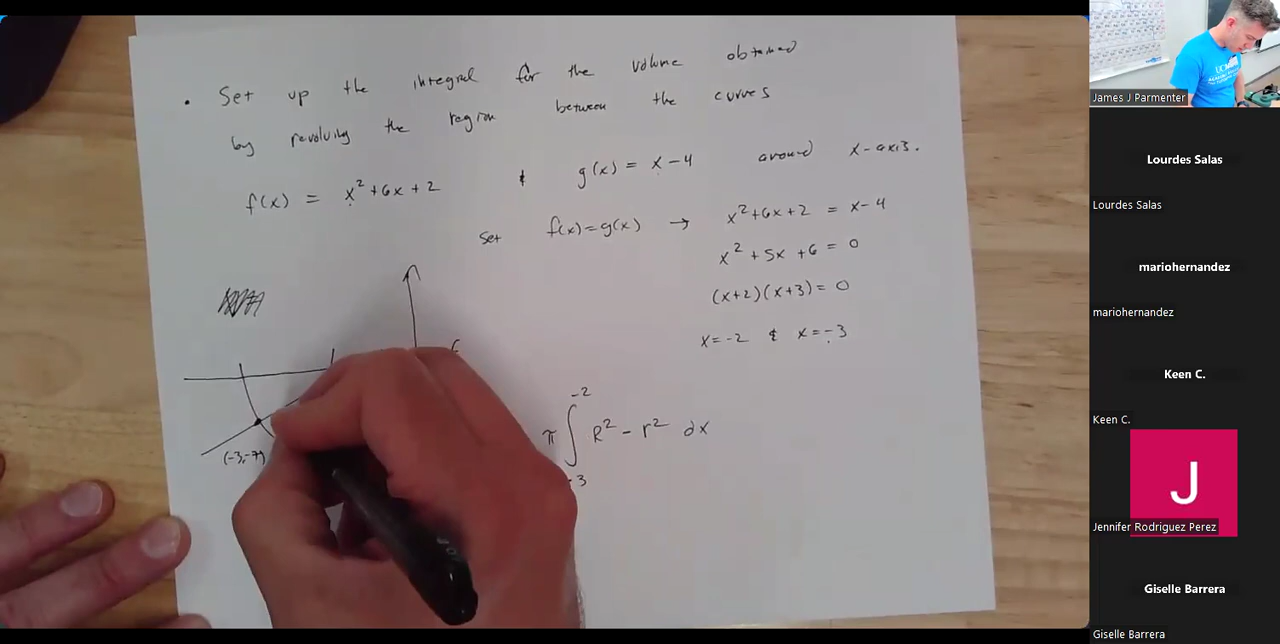 • Set up the integral for the volume obtained
by revolving the region between the curves
f(x) = x²+6x+2 & g(x) = x-4 around x-axis.
Set f(x)=g(x) → x²+6x+2 = x-4
x²+5x+6=0
(x+2)(x+3)=0
x=-2 & x=-3
(-3,-7)
π∫ -2 -3 R² - r² dx
James J Parmenter
Lourdes Salas
Lourdes Salas
mariohernandez
mariohernandez
Keen C.
Keen C.
J
Jennifer Rodriguez Perez
Giselle Barrera
Giselle Barrera